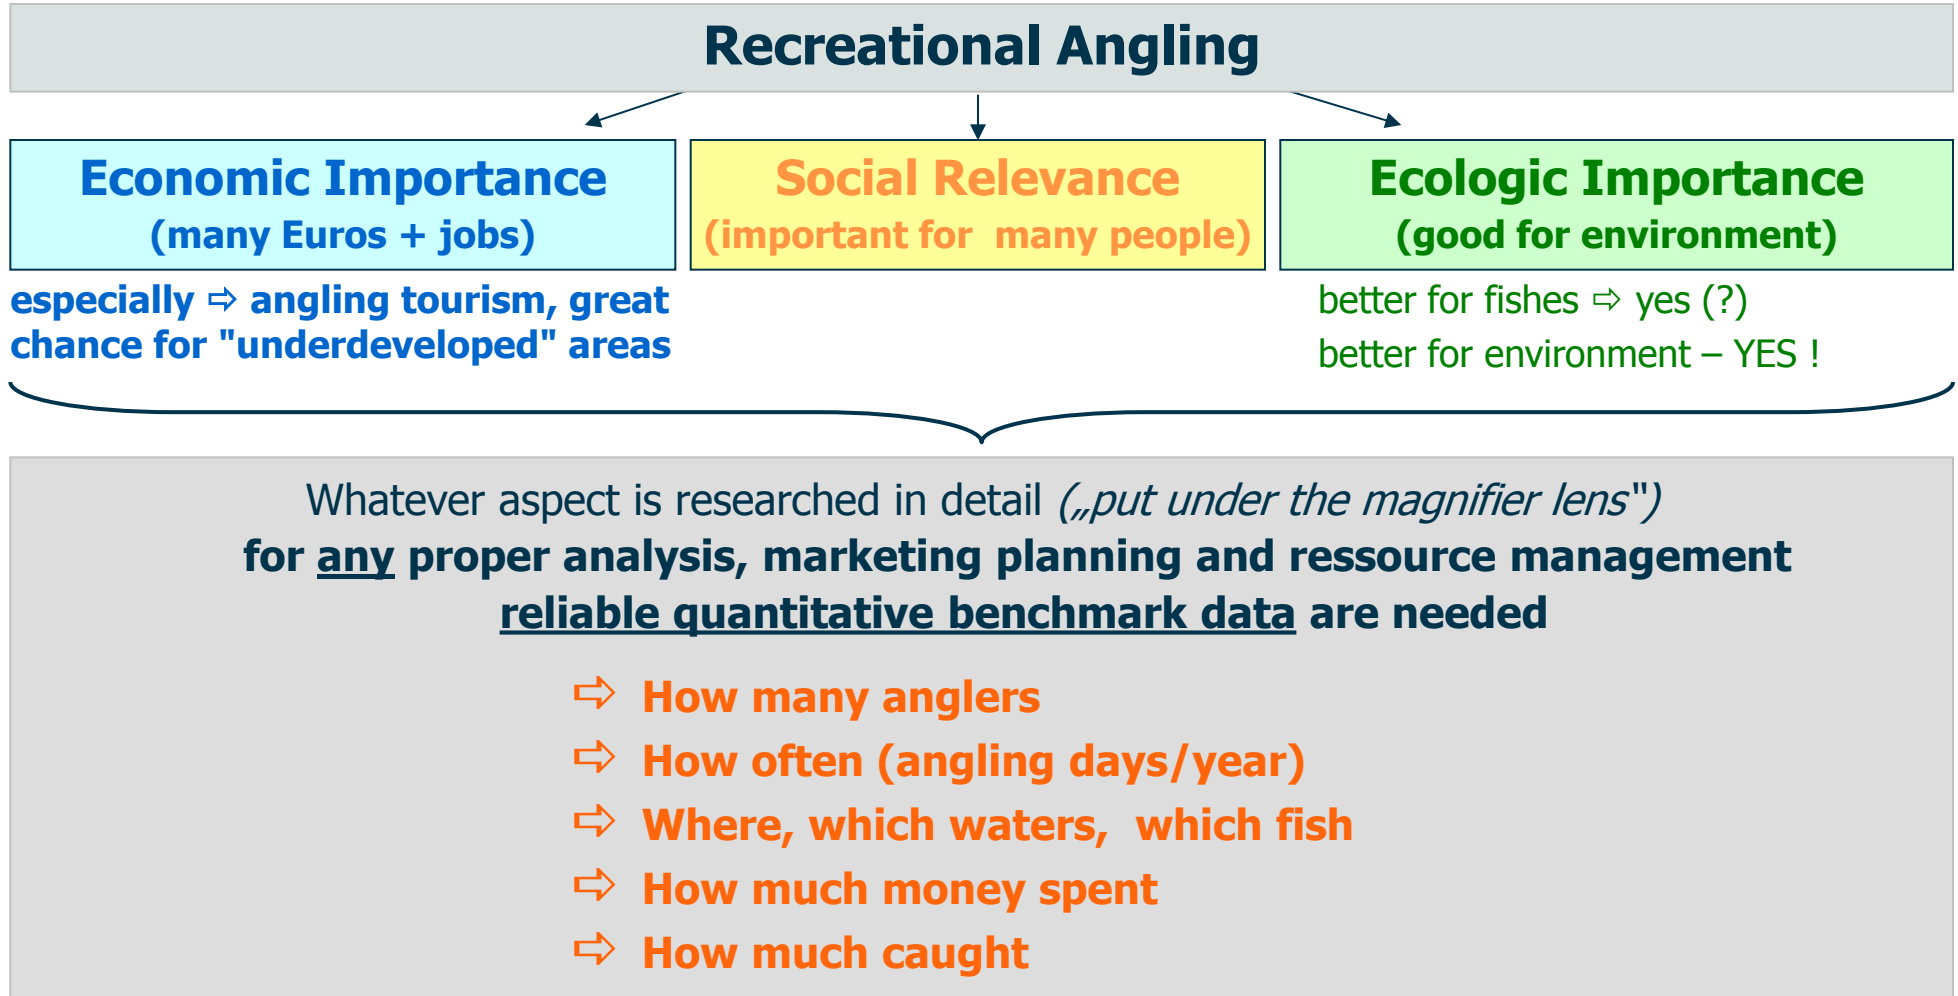 Recreational Angling
Economic Importance
(many Euros + jobs)
especially ⇨ angling tourism, great
chance for "underdeveloped" areas
Social Relevance
(important for  many people)
Ecologic Importance
(good for environment)
better for fishes ⇨ yes (?)
better for environment – YES !
Whatever aspect is researched in detail („put under the magnifier lens")
for any proper analysis, marketing planning and ressource management
reliable quantitative benchmark data are needed
⇨ How many anglers
⇨ How often (angling days/year)
⇨ Where, which waters,  which fish
⇨ How much money spent
⇨ How much caught